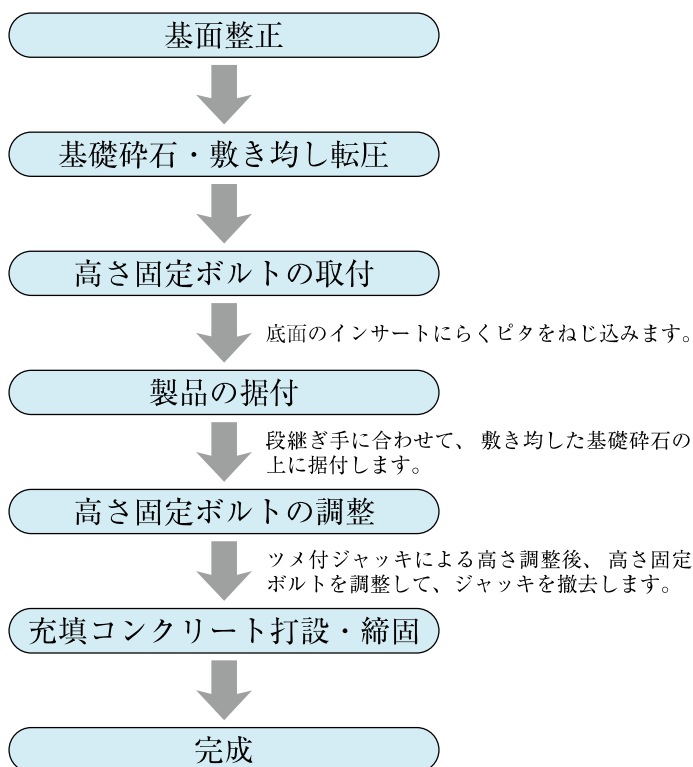 基面整正
基礎砕石・敷き均し転圧
高さ固定ボルトの取付
底面のインサートにらくピタをねじ込みます。
製品の据付
段継ぎ手に合わせて、敷き均した基礎砕石の
上に据付します。
高さ固定ボルトの調整
ツメ付ジャッキによる高さ調整後、高さ固定
ボルトを調整して、ジャッキを撤去します。
充填コンクリート打設・締固
完成